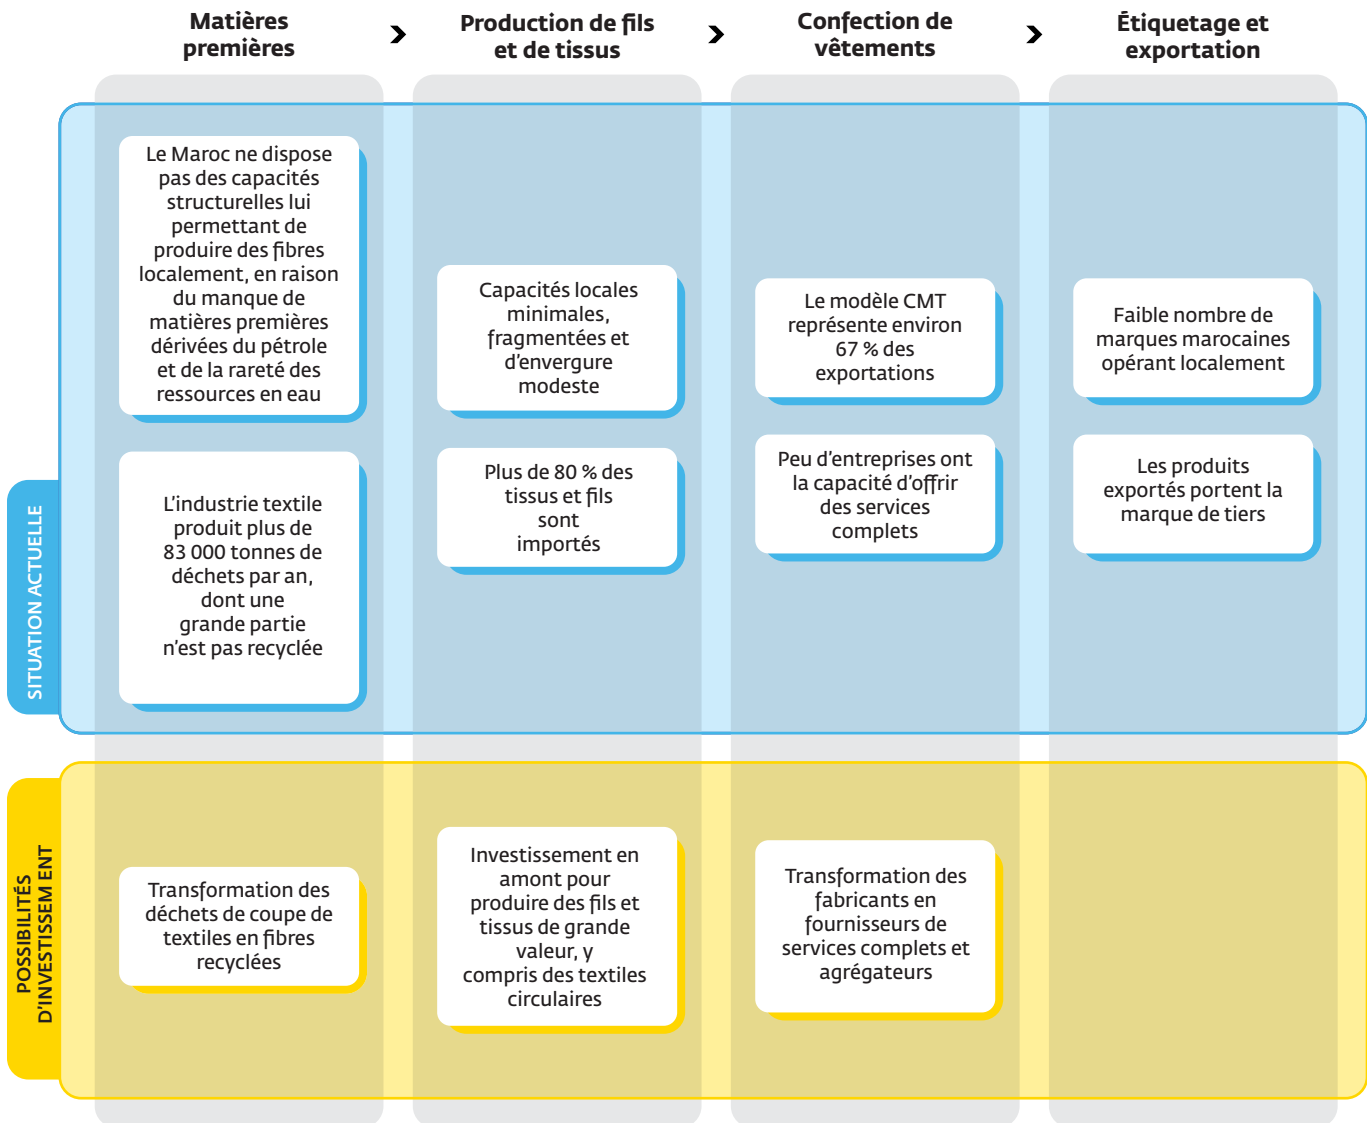 Matières
premières
›
Production de fils
et de tissus
›
Confection de
vêtements
›
Étiquetage et
exportation
SITUATION ACTUELLE
Le Maroc ne dispose
pas des capacités
structurelles lui
permettant de
produire des fibres
localement, en raison
du manque de
matières premières
dérivées du pétrole
et de la rareté des
ressources en eau
L'industrie textile
produit plus de
83 000 tonnes de
déchets par an,
dont une
grande partie
n'est pas recyclée
Capacités locales
minimales,
fragmentées et
d'envergure
modeste
Plus de 80 % des
tissus et fils
sont
importés
Le modèle CMT
représente environ
67 % des
exportations
Peu d'entreprises ont
la capacité d'offrir
des services
complets
Faible nombre de
marques marocaines
opérant localement
Les produits
exportés portent la
marque de tiers
POSSIBILITÉS
D'INVESTISSEM ENT
Transformation des
déchets de coupe de
textiles en fibres
recyclées
Investissement en
amont pour
produire des fils et
tissus de grande
valeur, y
compris des textiles
circulaires
Transformation des
fabricants en
fournisseurs de
services complets et
agrégateurs